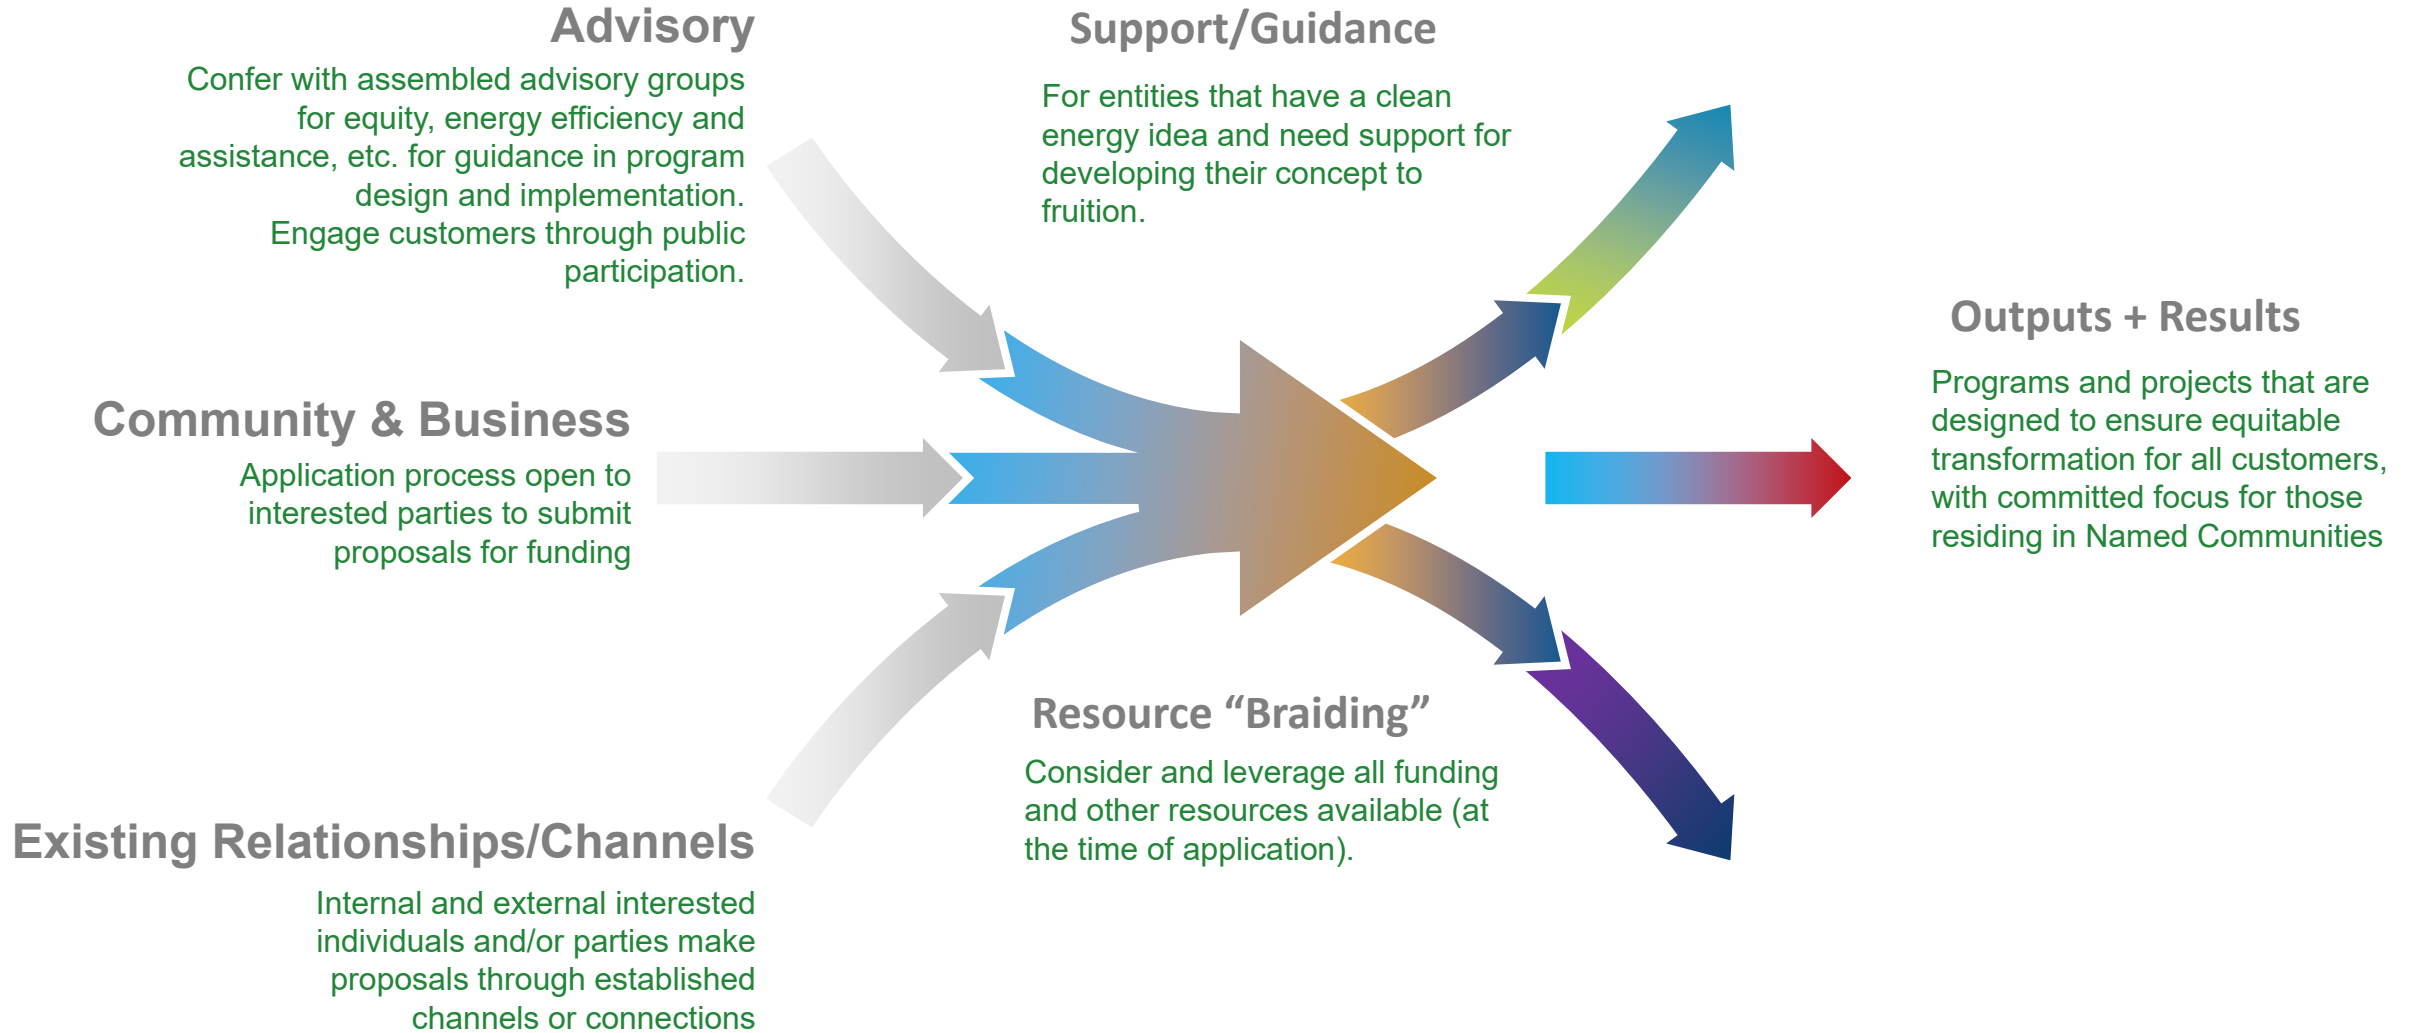 Advisory
Confer with assembled advisory groups
for equity, energy efficiency and
assistance, etc. for guidance in program
design and implementation.
Engage customers through public
participation.
Community & Business
Application process open to
interested parties to submit
proposals for funding
Existing Relationships/Channels
Internal and external interested
individuals and/or parties make
proposals through established
channels or connections
Support/Guidance
For entities that have a clean
energy idea and need support for
developing their concept to
fruition.
Resource “Braiding”
Consider and leverage all funding
and other resources available (at
the time of application).
Outputs + Results
Programs and projects that are
designed to ensure equitable
transformation for all customers,
with committed focus for those
residing in Named Communities